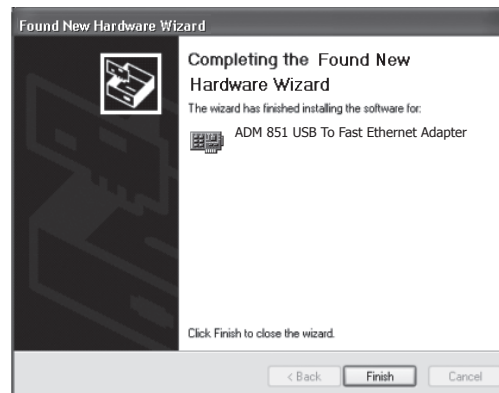 Found New Hardware Wizard
Completing the Found New
Hardware Wizard
The wizard has finished installing the software for:
ADM 851 USB To Fast Ethernet Adapter
Click Finish to close the wizard.
< Back
Finish
Cancel